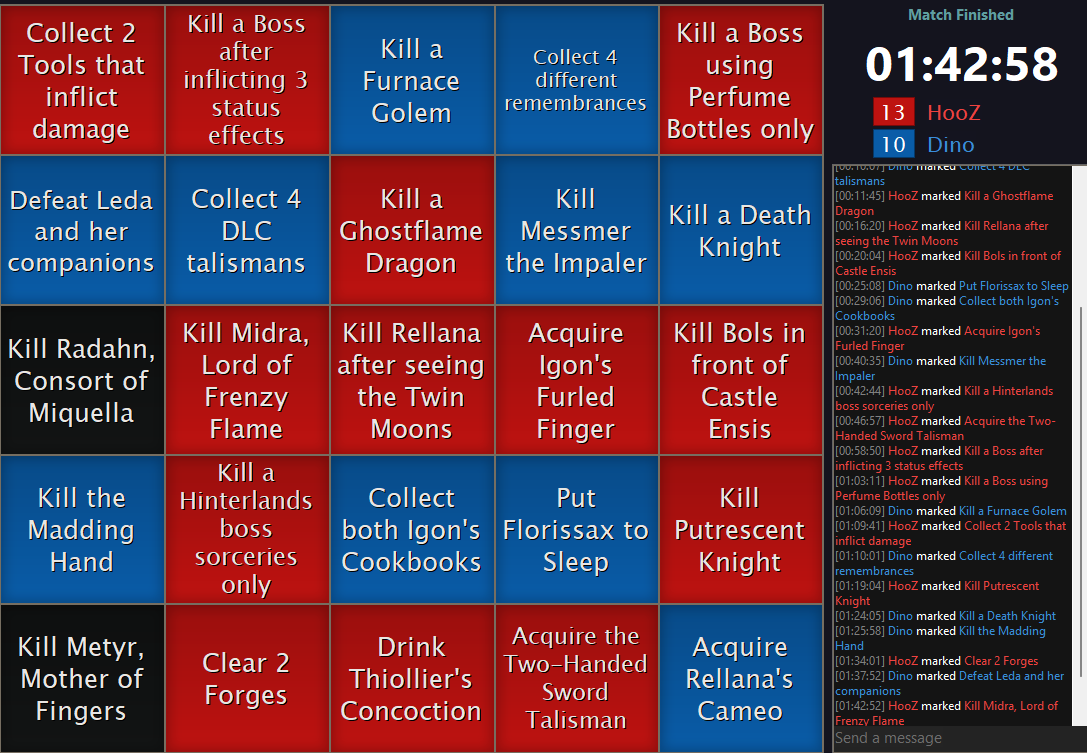 Collect 2
Tools that
inflict
damage
Kill a Boss
after
inflicting 3
status
effects
Kill a
Furnace
Golem
Collect 4
different
remembrances
Kill a Boss
using
Perfume
Bottles only
Defeat Leda
and her
companions
Collect 4
DLC
talismans
Kill a
Ghostflame
Dragon
Kill
Messmer
the Impaler
Kill a Death
Knight
Kill Radahn,
Consort of
Miquella
Kill Midra,
Lord of
Frenzy
Flame
Kill Rellana
after seeing
the Twin
Moons
Acquire
Igon's
Furled
Finger
Kill Bols in
front of
Castle
Ensis
Kill the
Madding
Hand
Kill a
Hinterlands
boss
sorceries
only
Collect
both Igon's
Cookbooks
Put
Florissax to
Sleep
Kill
Putrescent
Knight
Kill Metyr,
Mother of
Fingers
Clear 2
Forges
Drink
Thiollier's
Concoction
Acquire the
Two-Handed
Sword
Talisman
Acquire
Rellana's
Cameo
Match Finished
01:42:58
13 HooZ
10 Dino
[00:10:07] Dino marked Collect 4 DLC
talismans
[00:11:45] HooZ marked Kill a Ghostflame
Dragon
[00:16:20] HooZ marked Kill Rellana after
seeing the Twin Moons
[00:20:04] HooZ marked Kill Bols in front of
Castle Ensis
[00:25:08] Dino marked Put Florissax to Sleep
[00:29:06] Dino marked Collect both Igon's
Cookbooks
[00:31:20] HooZ marked Acquire Igon's
Furled Finger
[00:40:35] Dino marked Kill Messmer the
Impaler
[00:42:44] HooZ marked Kill a Hinterlands
boss sorceries only
[00:46:57] HooZ marked Acquire the Two-
Handed Sword Talisman
[00:58:50] HooZ marked Kill a Boss after
inflicting 3 status effects
[01:03:11] HooZ marked Kill a Boss using
Perfume Bottles only
[01:06:09] Dino marked Kill a Furnace Golem
[01:09:41] HooZ marked Collect 2 Tools that
inflict damage
[01:10:01] Dino marked Collect 4 different
remembrances
[01:19:04] HooZ marked Kill Putrescent
Knight
[01:24:05] Dino marked Kill a Death Knight
[01:25:58] Dino marked Kill the Madding
Hand
[01:34:01] HooZ marked Clear 2 Forges
[01:37:52] Dino marked Defeat Leda and her
companions
[01:42:52] HooZ marked Kill Midra, Lord of
Frenzy Flame
Send a message